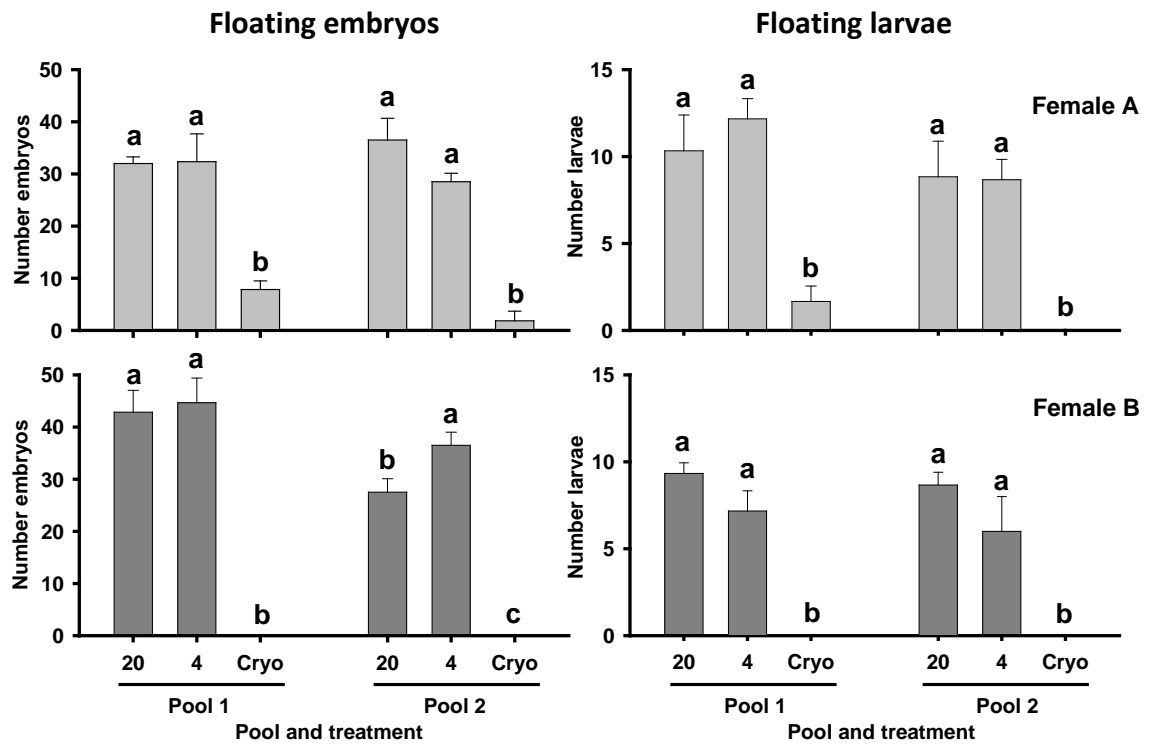 Floating embryos
Floating larvae
Number embryos
50
40
30
20
10
0
a
a
b
a
a
b
Number larvae
15
10
5
0
a
a
b
a
a
b
Female A
Number embryos
50
40
30
20
10
0
a
a
b
b
a
c
20 4 Cryo 20 4 Cryo
Pool 1 Pool 2
Pool and treatment
Number larvae
15
10
5
0
a
a
b
a
a
b
Female B
20 4 Cryo 20 4 Cryo
Pool 1 Pool 2
Pool and treatment